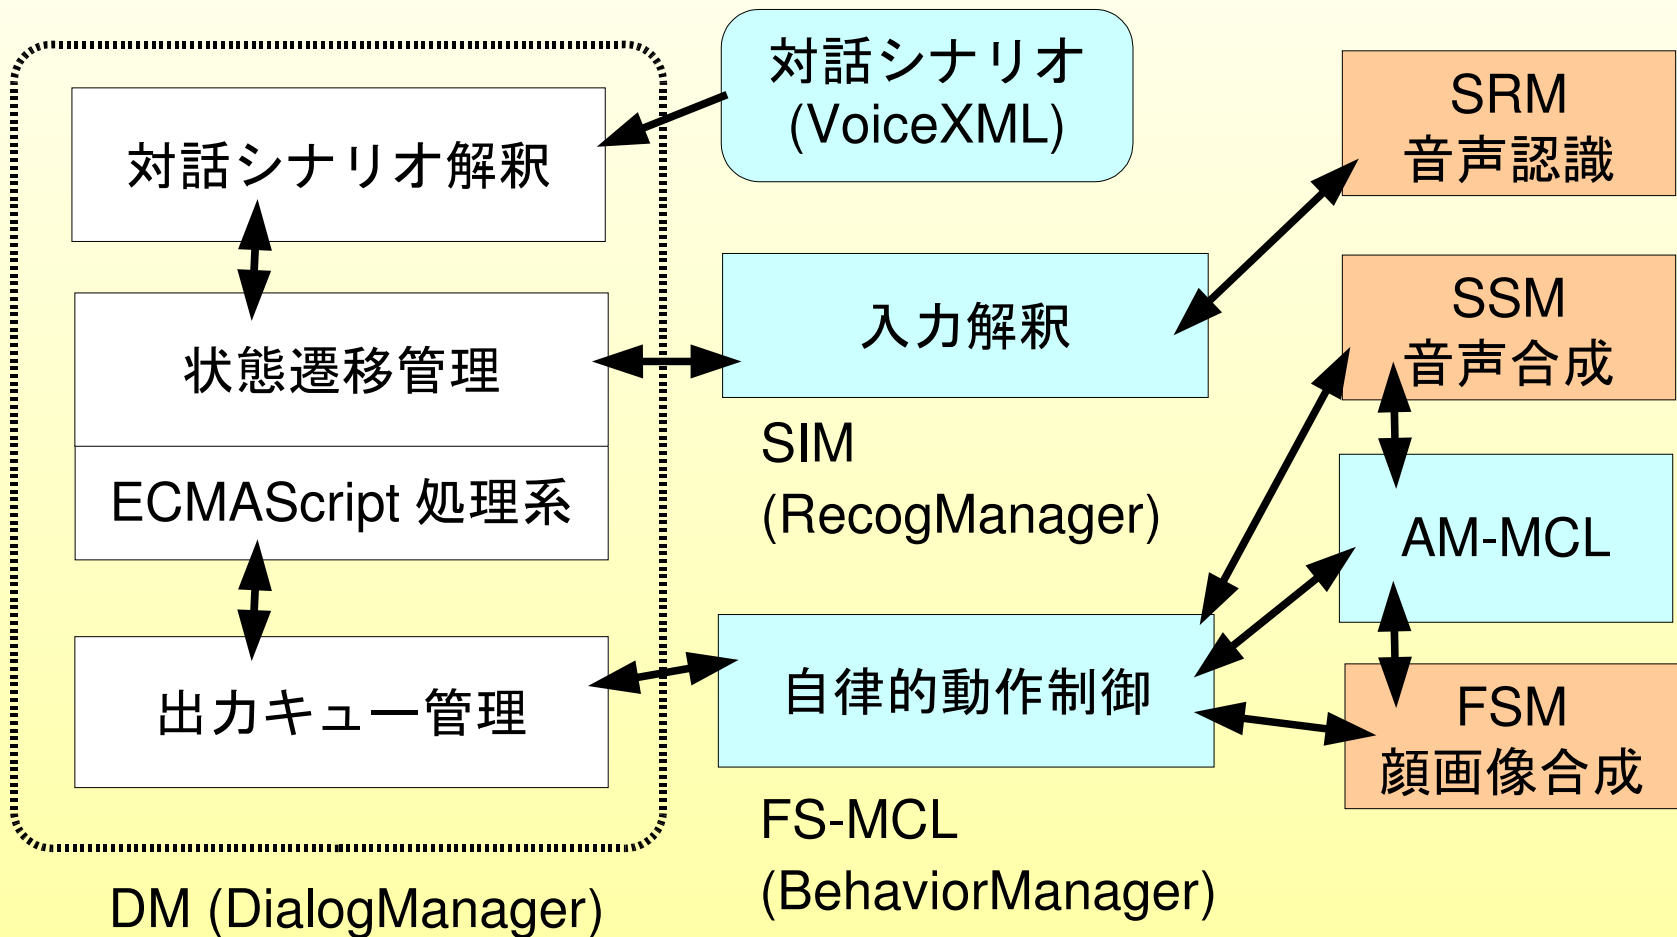 対話シナリオ
(VoiceXML)
対話シナリオ解釈
状態遷移管理
ECMAScript 処理系
出力キュー管理
DM (DialogManager)
入力解釈
SIM
(RecogManager)
自律的動作制御
FS-MCL
(BehaviorManager)
SRM
音声認識
SSM
音声合成
AM-MCL
FSM
顔画像合成